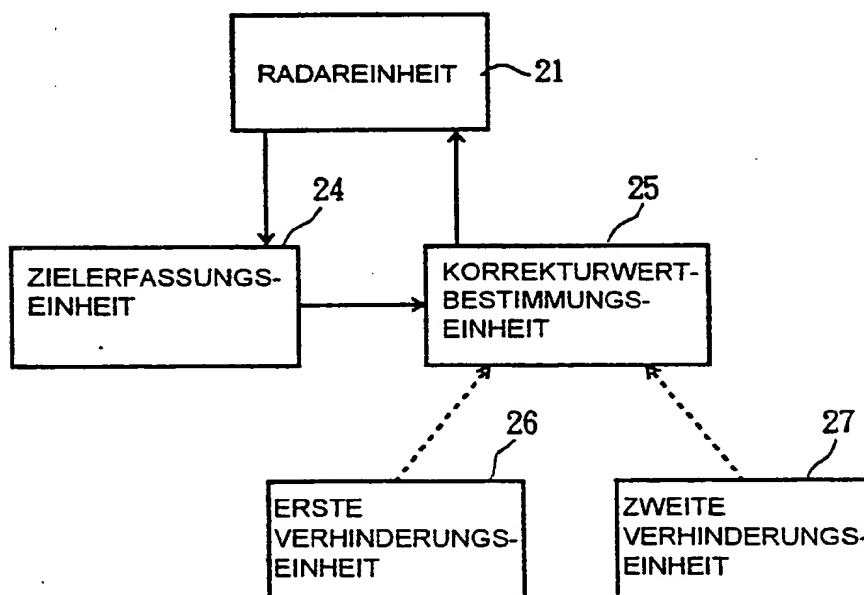 RADAREINHEIT
21
24
25
ZIELERFASSUNGS-
EINHEIT
KORREKTURWERT-
BESTIMMUNGS-
EINHEIT
26
27
ERSTE
VERHINDERUNGS-
EINHEIT
ZWEITE
VERHINDERUNGS-
EINHEIT